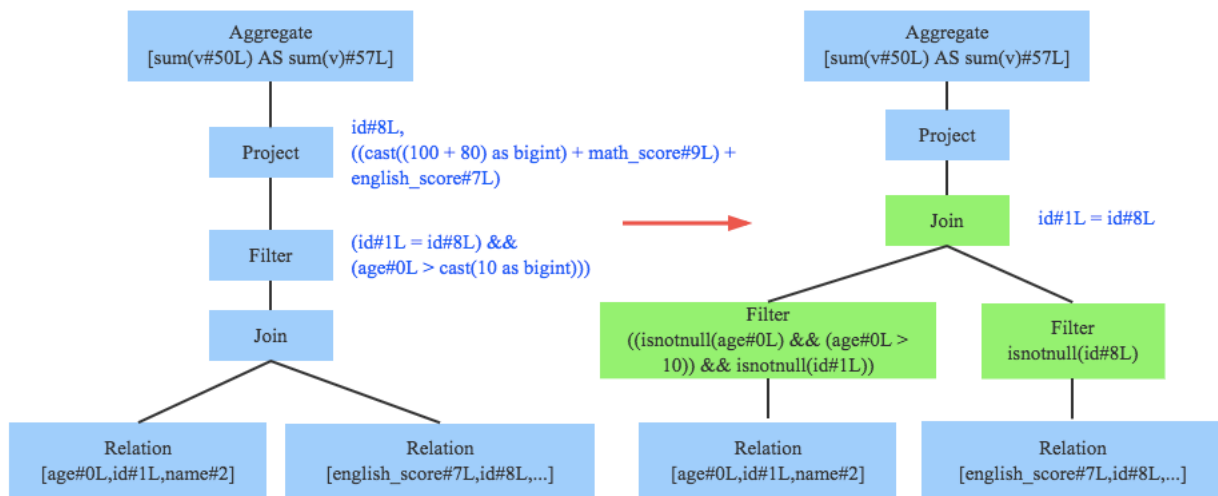 Aggregate
[sum(v#50L) AS sum(v)#57L]
Project
id#8L,
((cast((100 + 80) as bigint) + math_score#9L) +
english_score#7L)
Filter
(id#1L = id#8L) &&
(age#0L > cast(10 as bigint)))
Join
Relation
[age#0L,id#1L,name#2]
Relation
[english_score#7L,id#8L,...]
Aggregate
[sum(v#50L) AS sum(v)#57L]
Project
Join
id#1L = id#8L
Filter
((isnotnull(age#0L) && (age#0L >
10)) && isnotnull(id#1L))
Filter
isnotnull(id#8L)
Relation
[age#0L,id#1L,name#2]
Relation
[english_score#7L,id#8L,...]